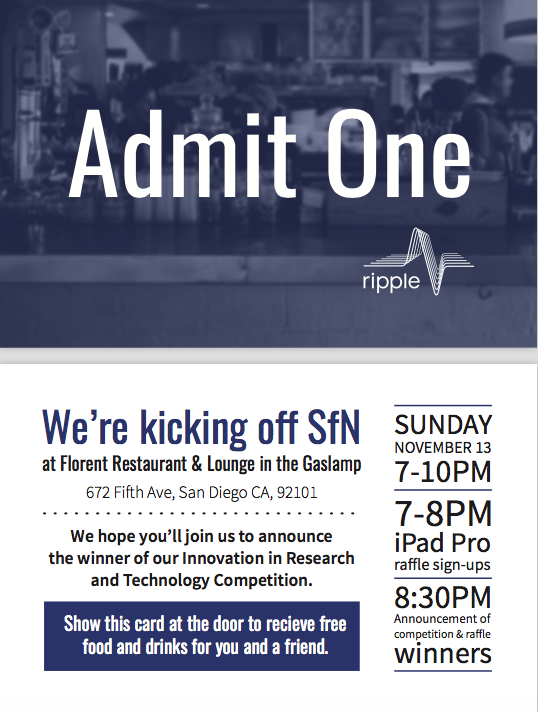 Admit One
ripple
We're kicking off SfN
at Florent Restaurant & Lounge in the Gaslamp
672 Fifth Ave, San Diego CA, 92101
We hope you'll join us to announce
the winner of our Innovation in Research
and Technology Competition.
Show this card at the door to recieve free
food and drinks for you and a friend.
SUNDAY
NOVEMBER 13
7-10PM
7-8PM
iPad Pro
raffle sign-ups
8:30PM
Announcement of
competition & raffle
winners